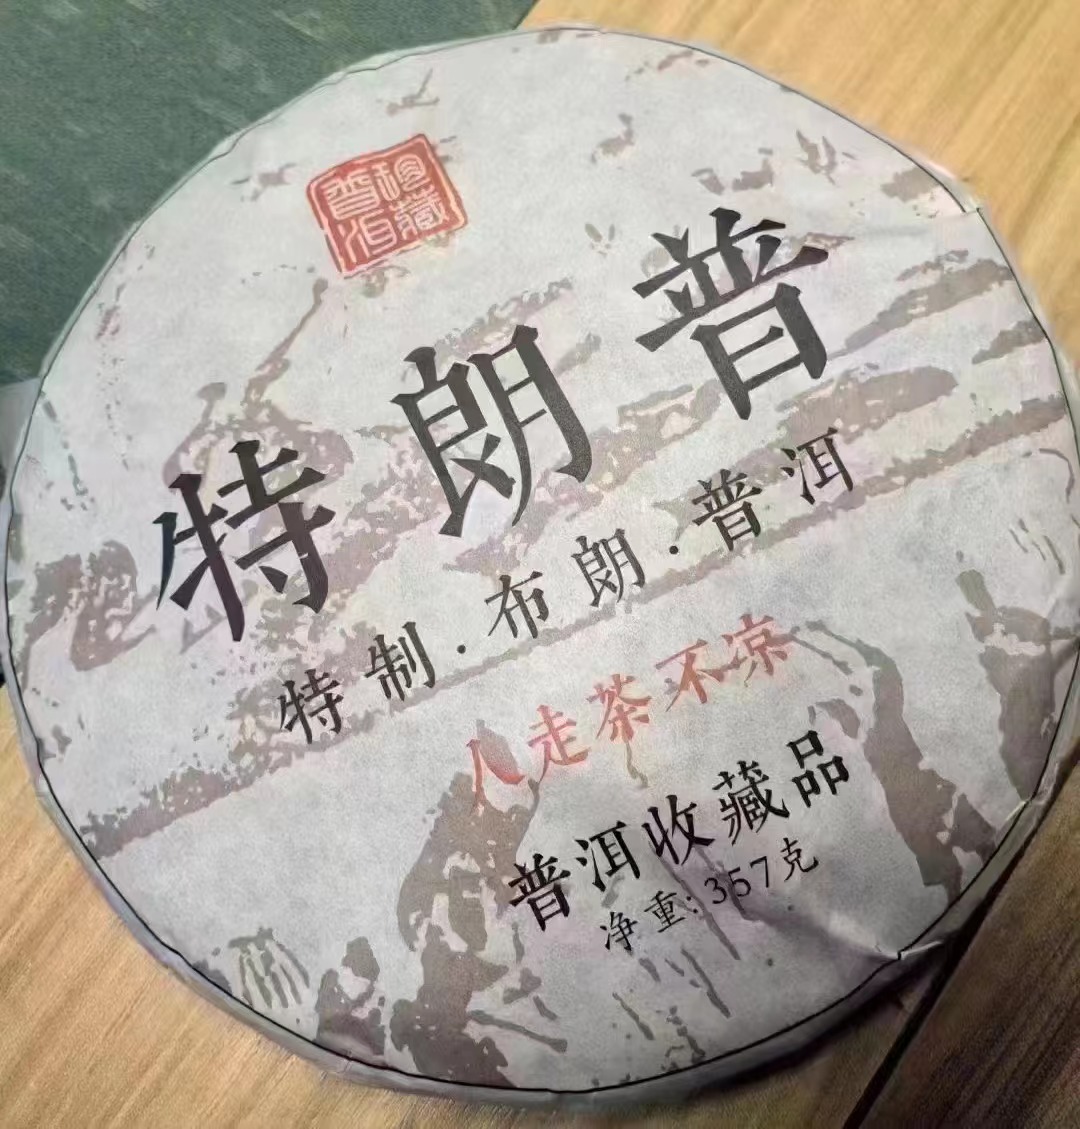 珍藏
普洱
特朗普
特制.布朗.普洱
人走茶不凉
普洱收藏品
净重:357克